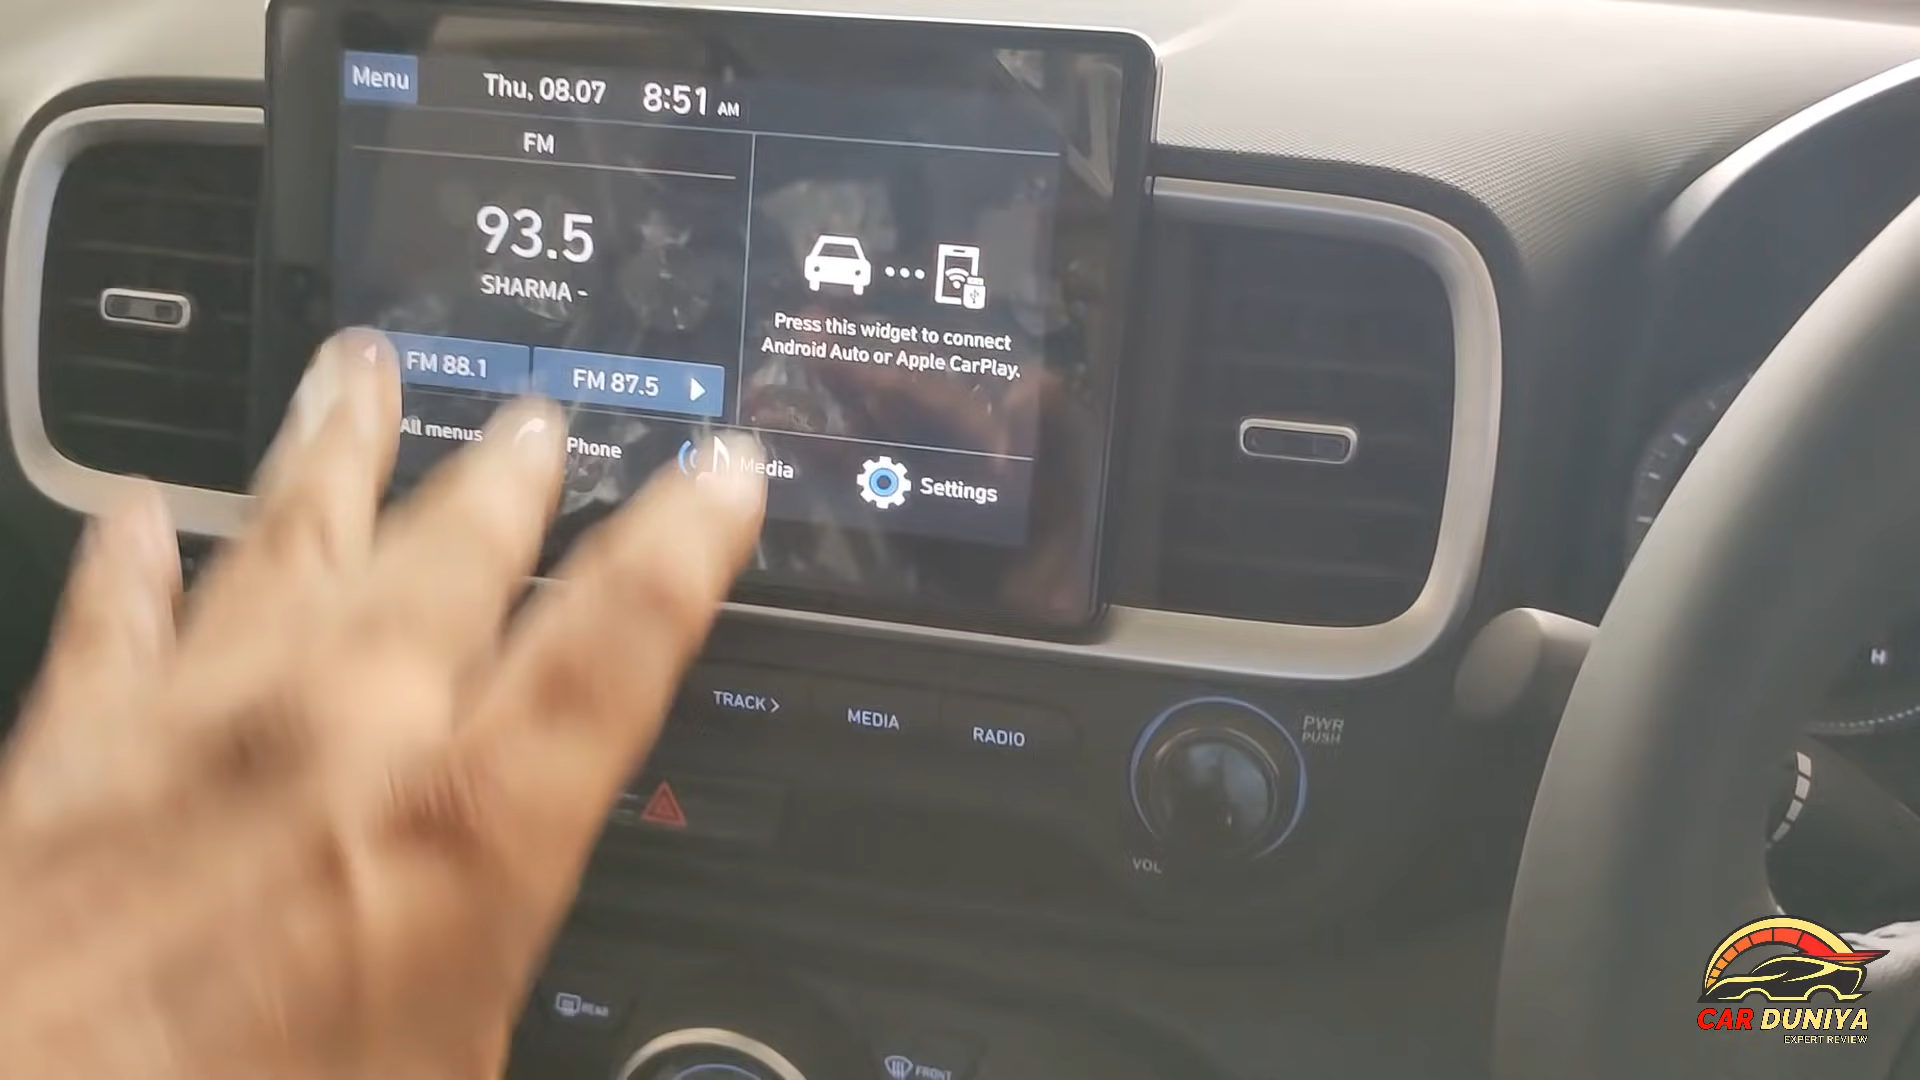 Menu
Thu, 08.07 8:51 AM
FM
93.5
SHARMA -
FM 88.1
FM 87.5
Press this widget to connect
Android Auto or Apple CarPlay.
All menus
Phone
Media
Settings
TRACK >
MEDIA
RADIO
PWR
PUSH
VOL
H
REAR
FRONT
CAR DUNIYA
EXPERT REVIEW